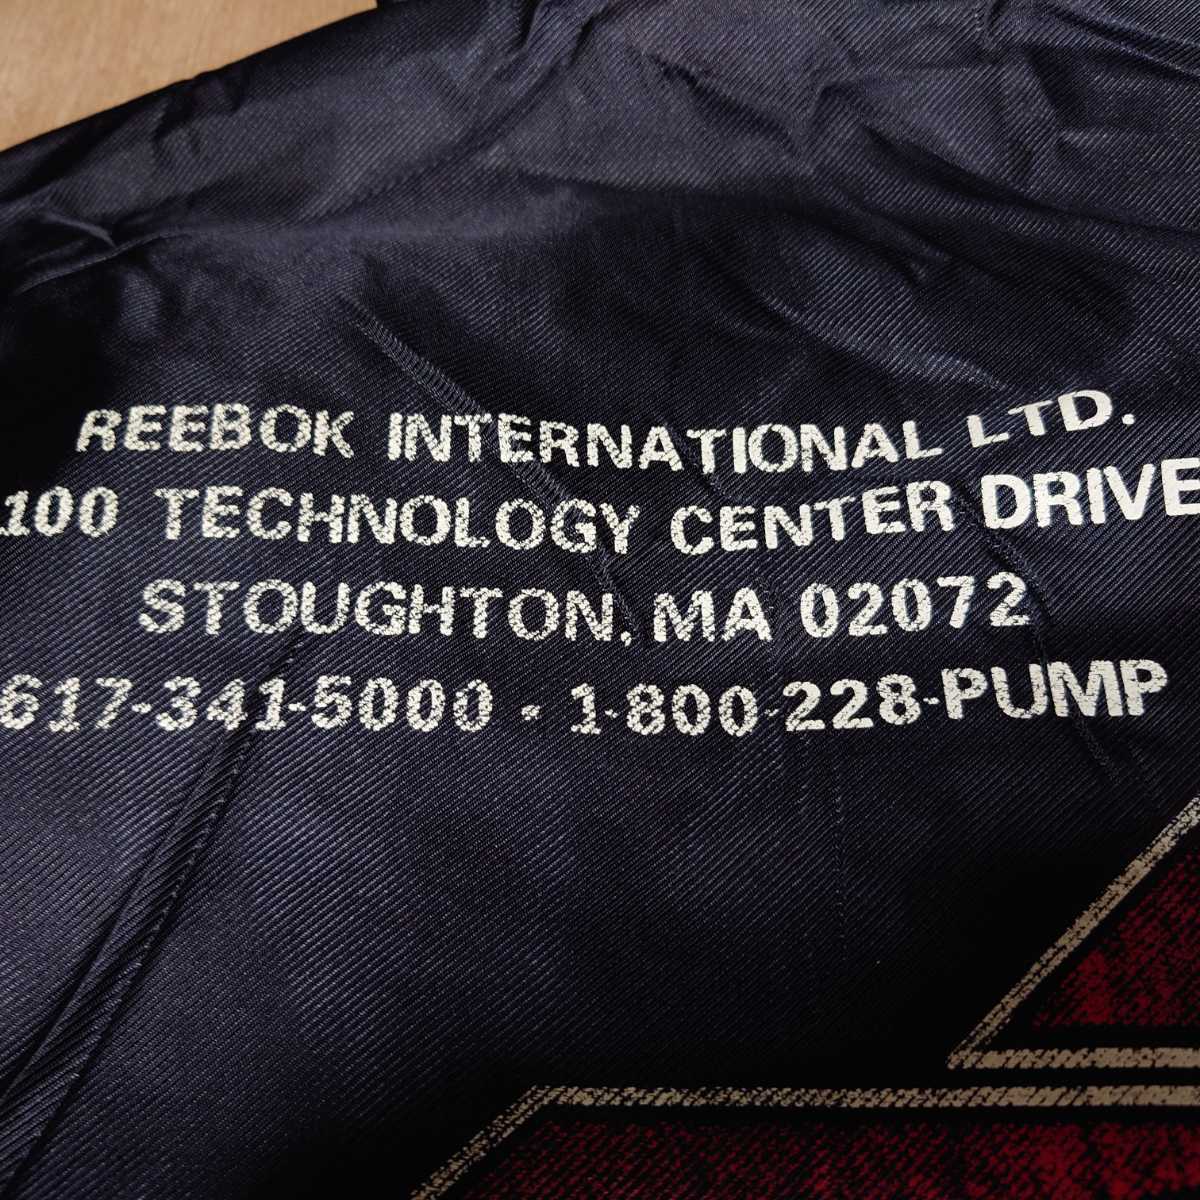 REEBOK INTERNATIONAL LTD.
100 TECHNOLOGY CENTER DRIVE
STOUGHTON, MA 02072
617-341-5000 · 1-800-228-PUMP